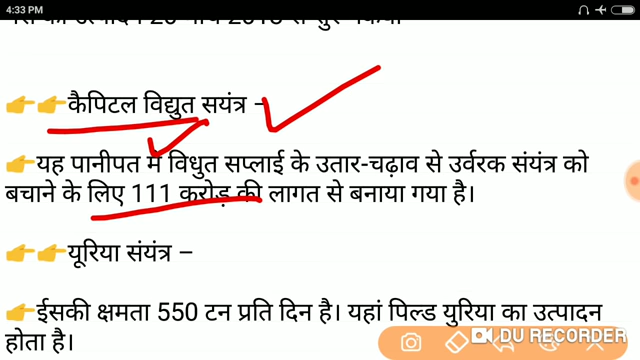 4:33 PM
👉👉कैपिटल विद्युत सयंत्र –
👉 यह पानीपत में विधुत सप्लाई के उतार-चढ़ाव से उर्वरक संयंत्र को
बचाने के लिए 111 करोड़ की लागत से बनाया गया है।
👉👉यूरिया संयंत्र –
👉 ईसकी क्षमता 550 टन प्रति दिन है। यहां पिल्ड युरिया का उत्पादन
होता है।
DU RECORDER